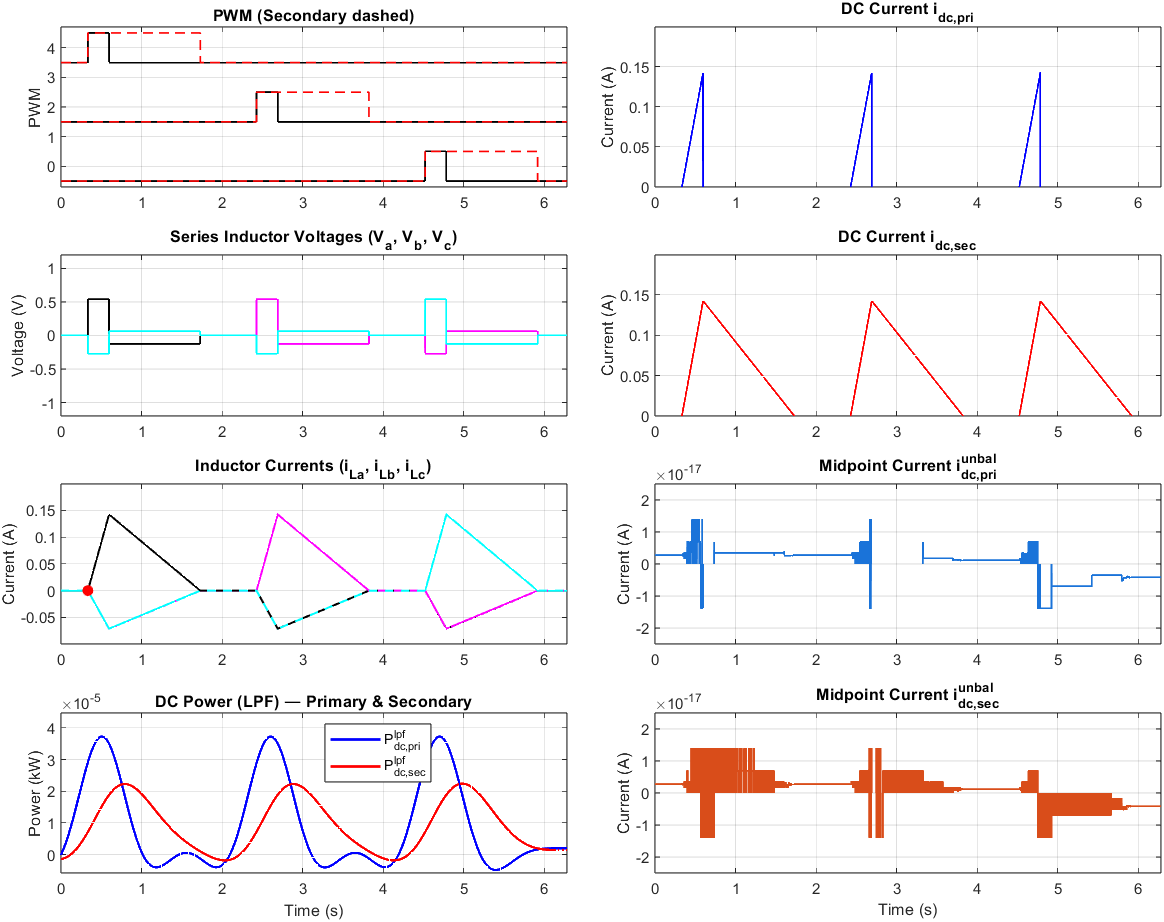 PWM (Secondary dashed)
PWM
4
3
2
1
0
0 1 2 3 4 5 6
DC Current i_dc,pri
Current (A)
0.15
0.1
0.05
0
0 1 2 3 4 5 6
Series Inductor Voltages (V_a, V_b, V_c)
Voltage (V)
1
0.5
0
-0.5
-1
0 1 2 3 4 5 6
DC Current i_dc,sec
Current (A)
0.15
0.1
0.05
0
0 1 2 3 4 5 6
Inductor Currents (i_La, i_Lb, i_Lc)
Current (A)
0.15
0.1
0.05
0
-0.05
0 1 2 3 4 5 6
Midpoint Current i^unbal_dc,pri
×10^-17
Current (A)
2
1
0
-1
-2
0 1 2 3 4 5 6
DC Power (LPF) — Primary & Secondary
×10^-5
Power (kW)
4
3
2
1
0
P^lpf_dc,pri
P^lpf_dc,sec
0 1 2 3 4 5 6
Time (s)
Midpoint Current i^unbal_dc,sec
×10^-17
Current (A)
2
1
0
-1
-2
0 1 2 3 4 5 6
Time (s)